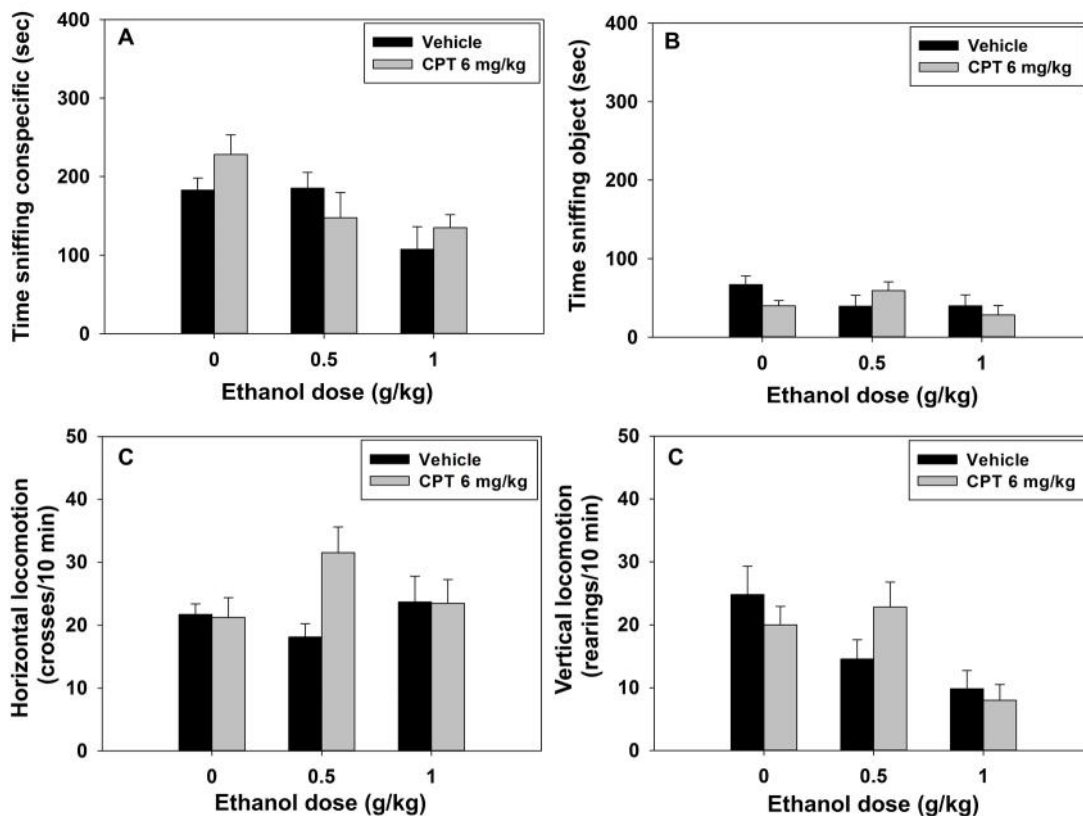 A
Vehicle
CPT 6 mg/kg
Time sniffing conspecific (sec)
400
300
200
100
0
0 0.5 1
Ethanol dose (g/kg)
B
Vehicle
CPT 6 mg/kg
Time sniffing object (sec)
400
300
200
100
0
0 0.5 1
Ethanol dose (g/kg)
C
Vehicle
CPT 6 mg/kg
Horizontal locomotion
(crosses/10 min)
50
40
30
20
10
0
0 0.5 1
Ethanol dose (g/kg)
C
Vehicle
CPT 6 mg/kg
Vertical locomotion
(rearings/10 min)
50
40
30
20
10
0
0 0.5 1
Ethanol dose (g/kg)